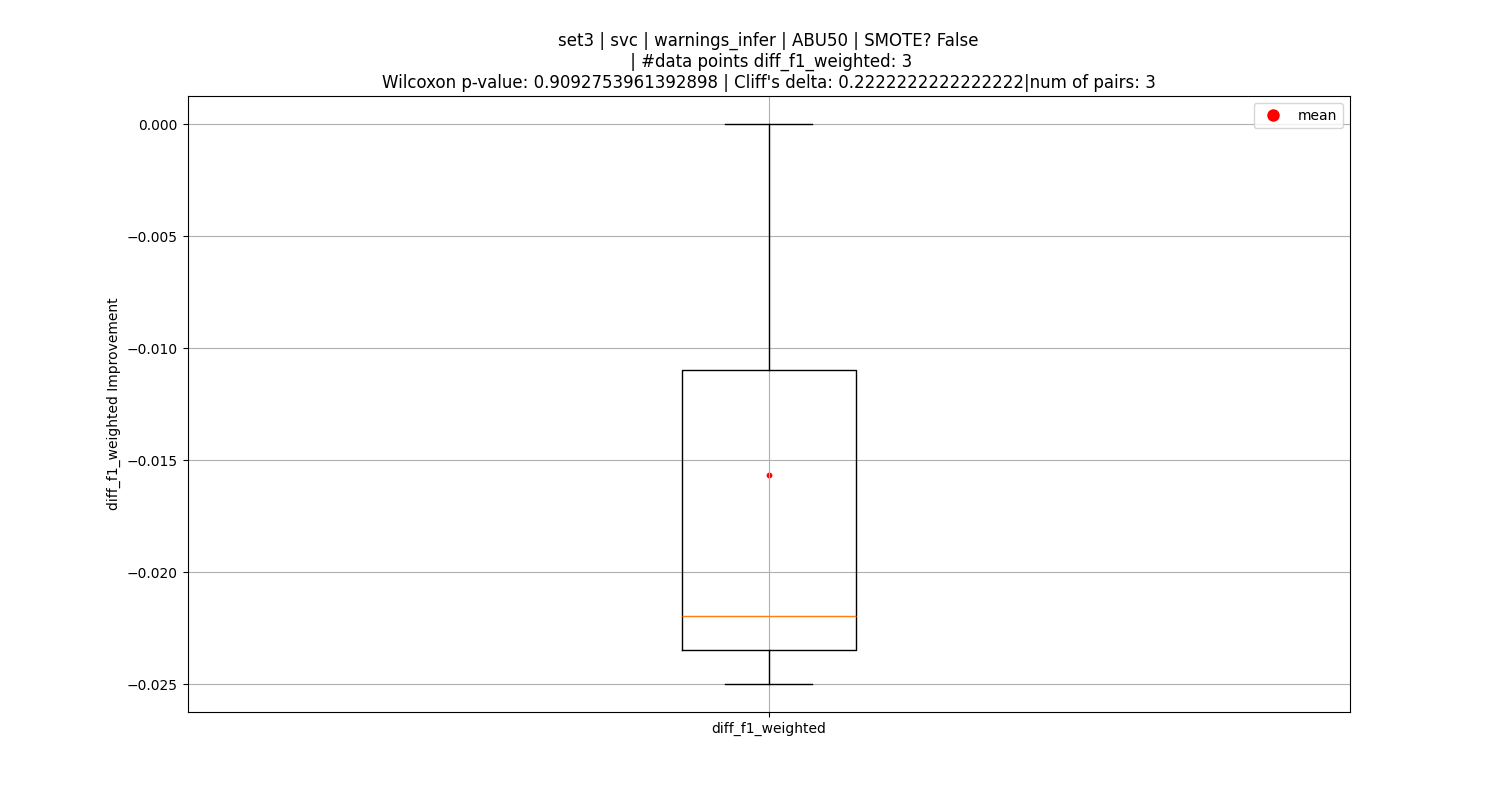 set3 | svc | warnings_infer | ABU50 | SMOTE? False
| #data points diff_f1_weighted: 3
Wilcoxon p-value: 0.9092753961392898 | Cliff's delta: 0.2222222222222222|num of pairs: 3
mean
0.000
−0.005
−0.010
−0.015
−0.020
−0.025
diff_f1_weighted Improvement
diff_f1_weighted